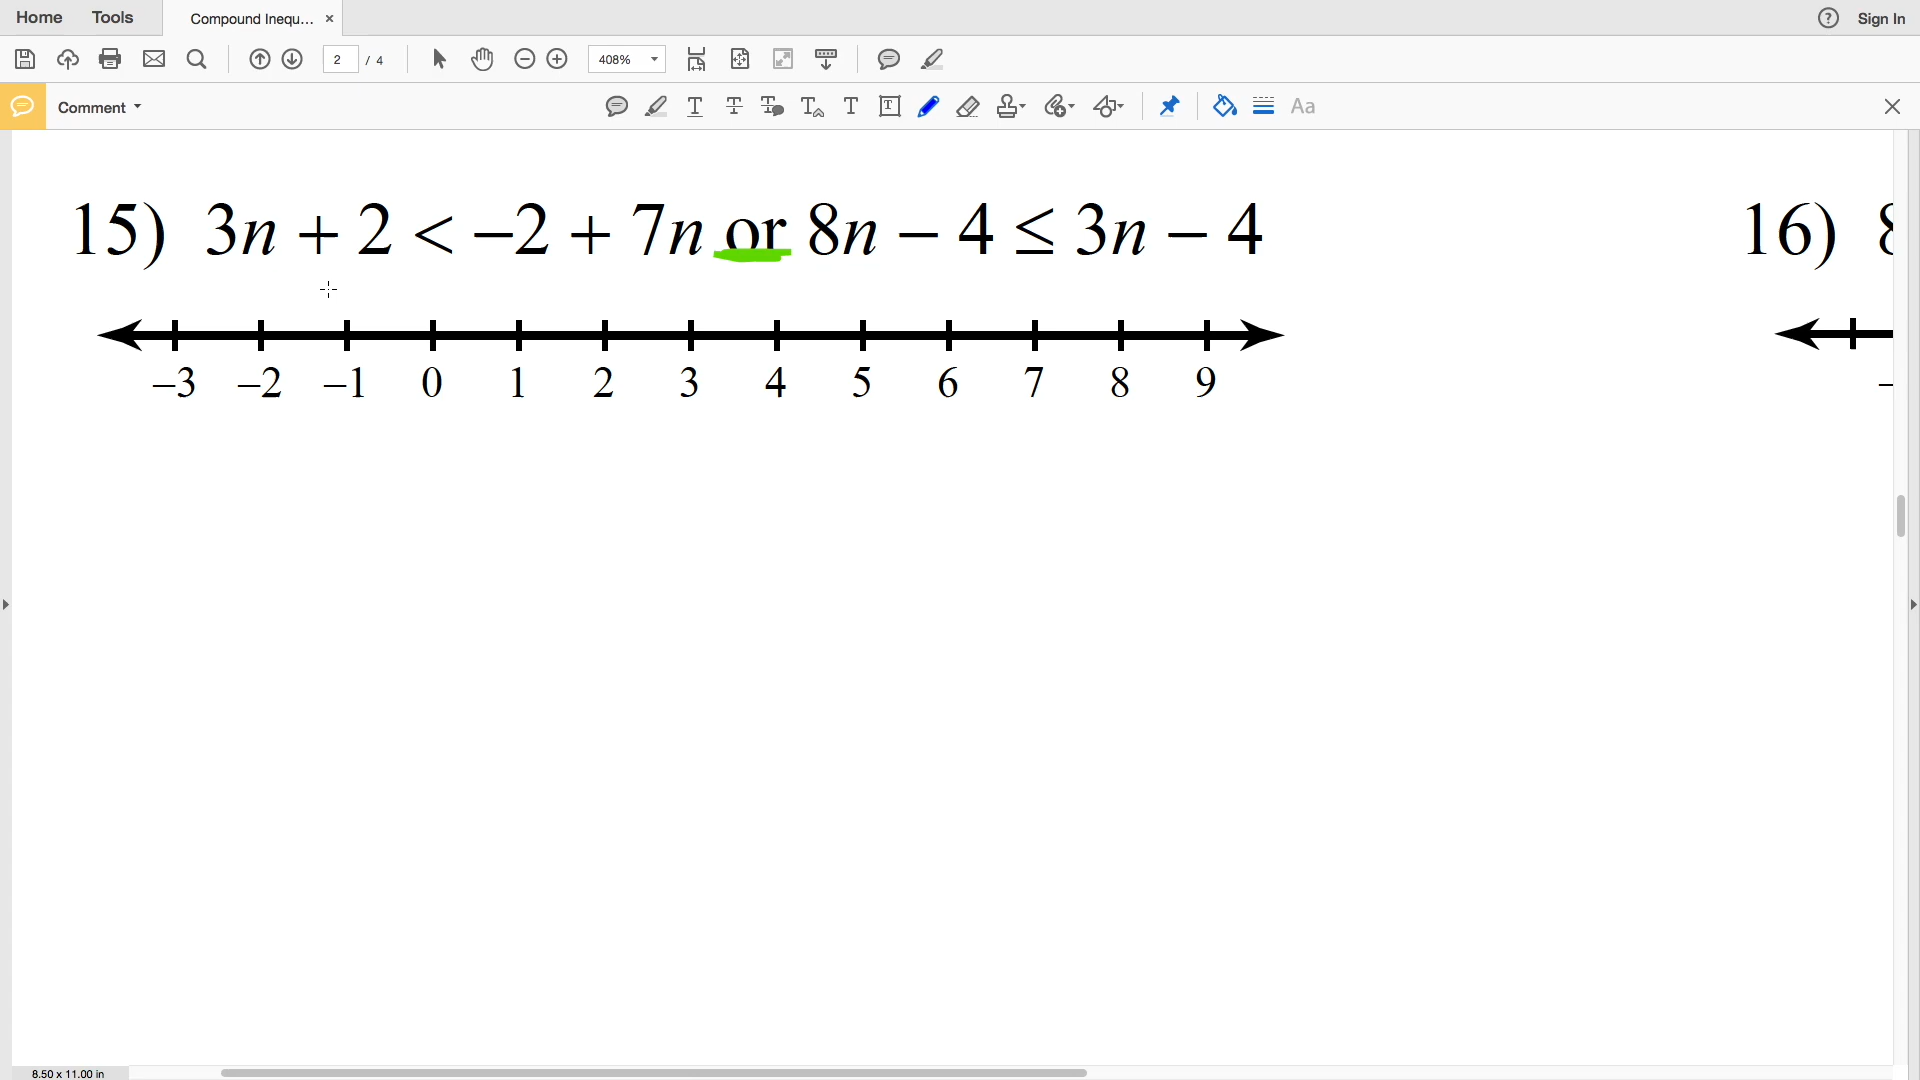 Home Tools Compound Inequ... × ? Sign In
2 / 4 408%
Comment Aa
15) 3n + 2 < −2 + 7n or 8n − 4 ≤ 3n − 4 16) 8
−3 −2 −1 0 1 2 3 4 5 6 7 8 9 −
8.50 x 11.00 in